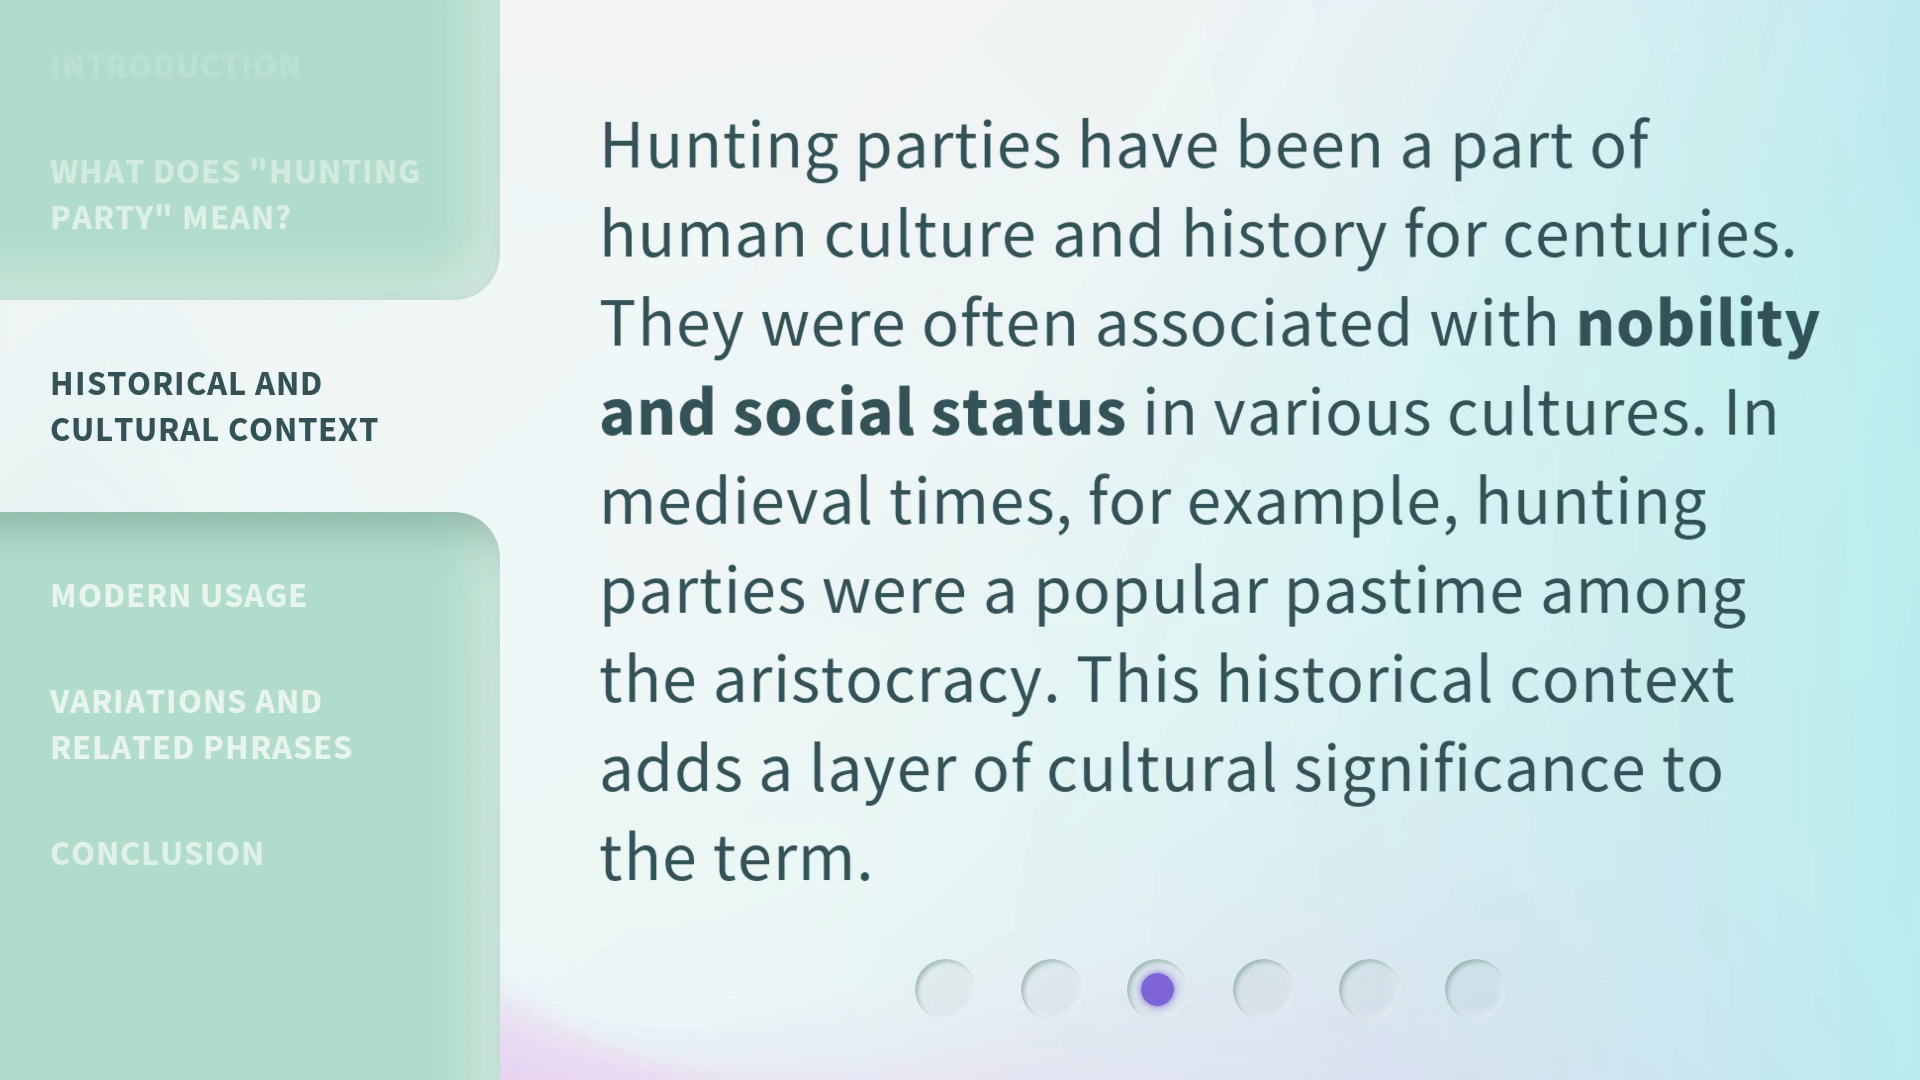 INTRODUCTION
WHAT DOES "HUNTING
PARTY" MEAN?
HISTORICAL AND
CULTURAL CONTEXT
MODERN USAGE
VARIATIONS AND
RELATED PHRASES
CONCLUSION
Hunting parties have been a part of
human culture and history for centuries.
They were often associated with nobility
and social status in various cultures. In
medieval times, for example, hunting
parties were a popular pastime among
the aristocracy. This historical context
adds a layer of cultural significance to
the term.